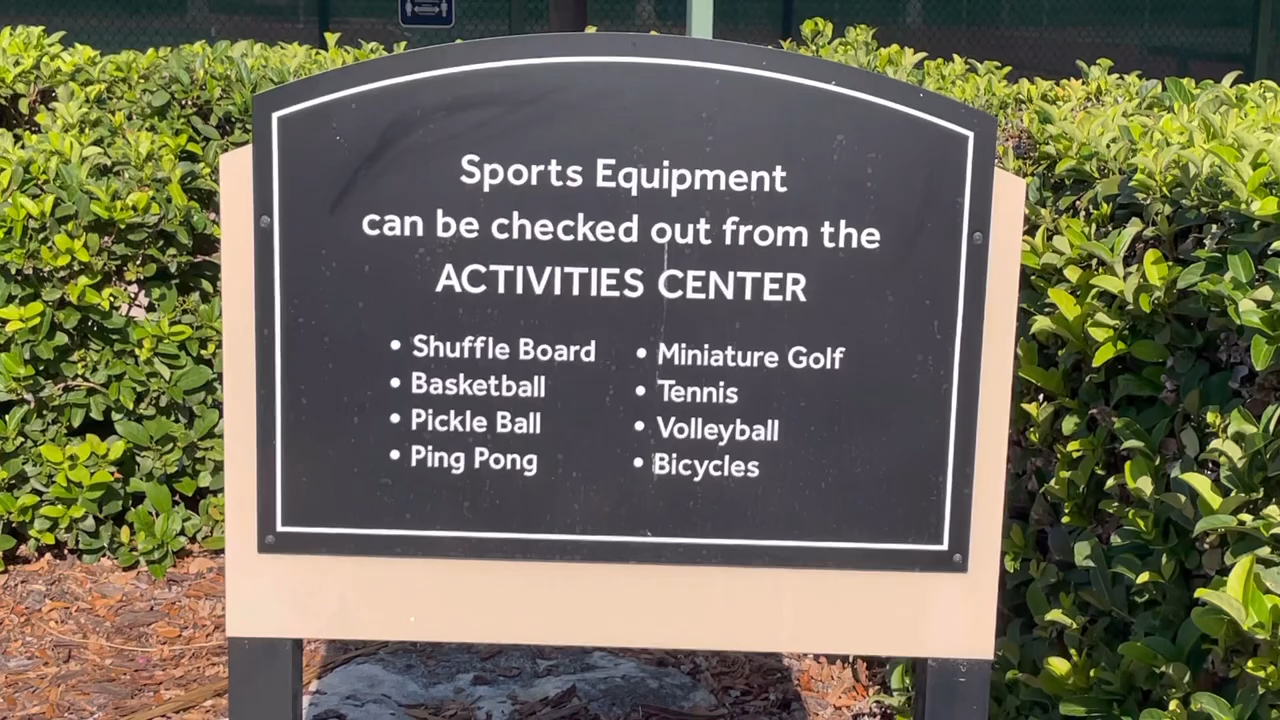 Sports Equipment
can be checked out from the
ACTIVITIES CENTER
• Shuffle Board
• Basketball
• Pickle Ball
• Ping Pong
• Miniature Golf
• Tennis
• Volleyball
• Bicycles